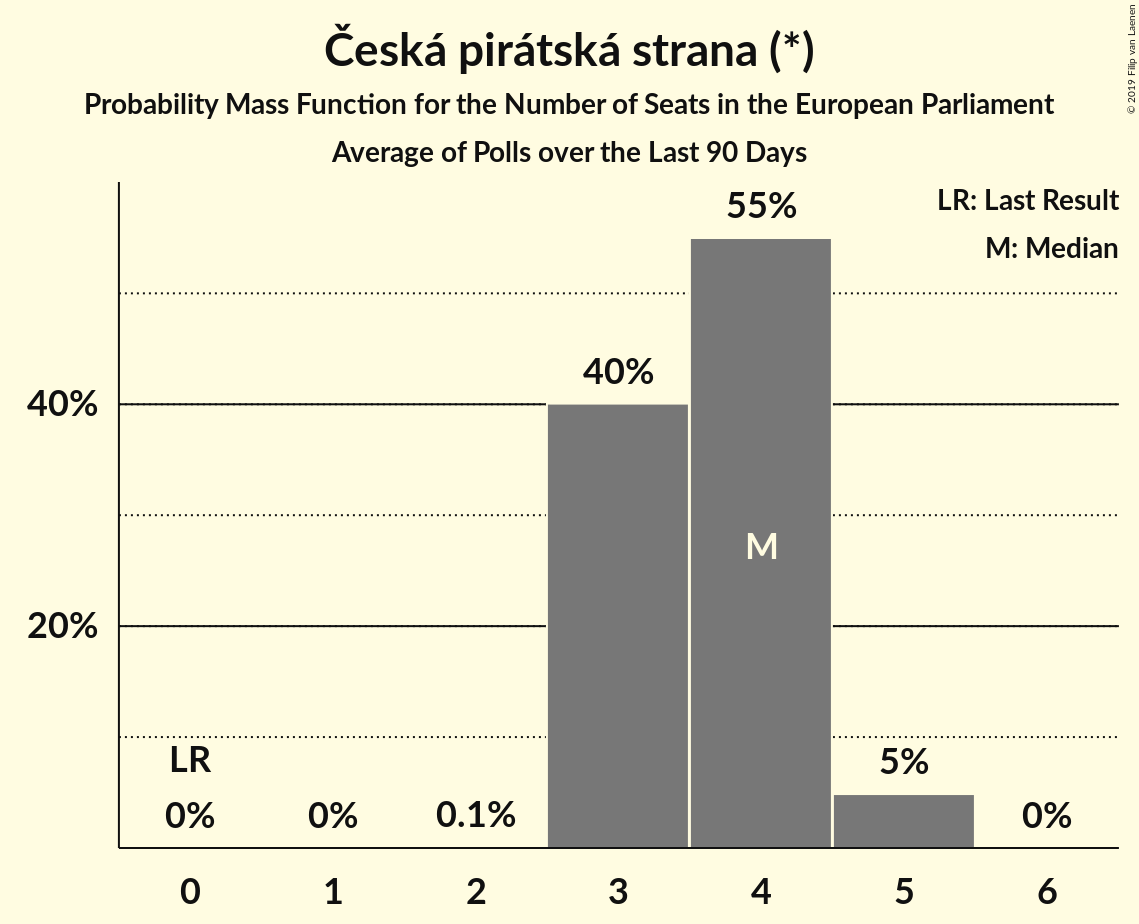 Česká pirátská strana (*)
Probability Mass Function for the Number of Seats in the European Parliament
Average of Polls over the Last 90 Days
© 2019 Filip van Laenen
LR: Last Result
M: Median
55%
40%
40%
M
20%
LR
5%
0%
0%
0.1%
0%
0
1
2
3
4
5
6